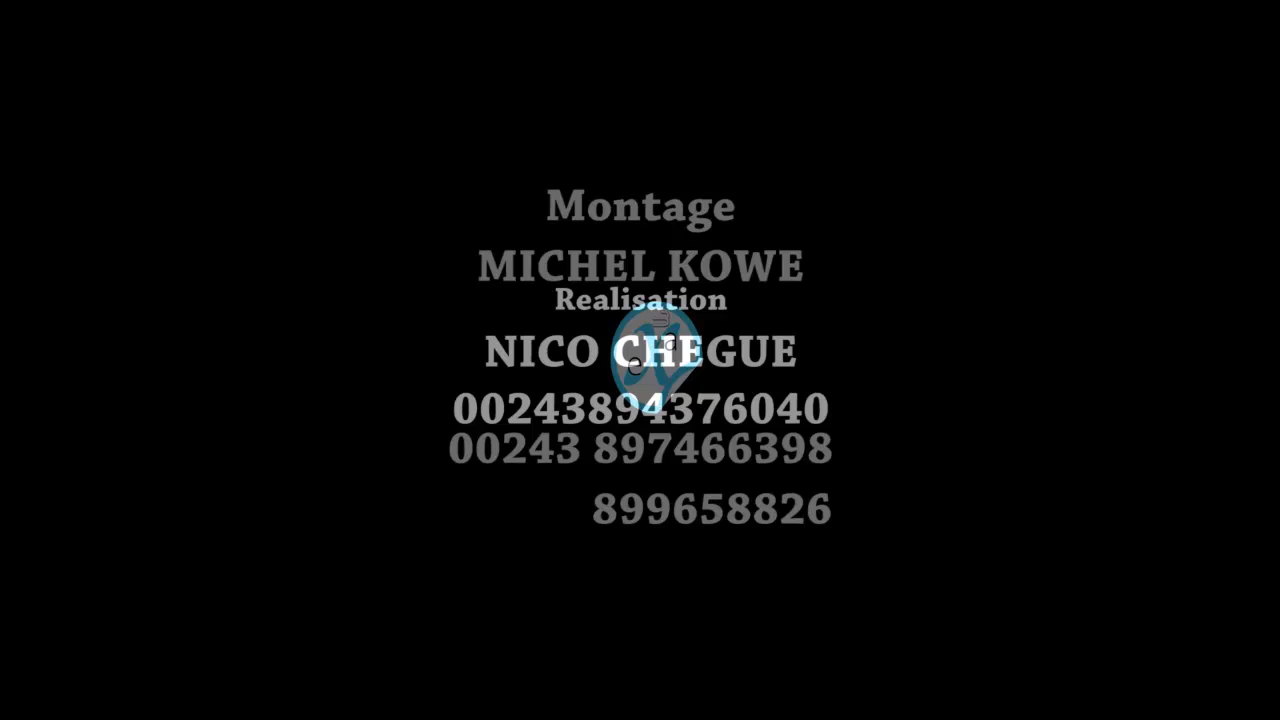 Montage
MICHEL KOWE
Realisation
NICO CHEGUE
00243894376040
00243 897466398
899658826